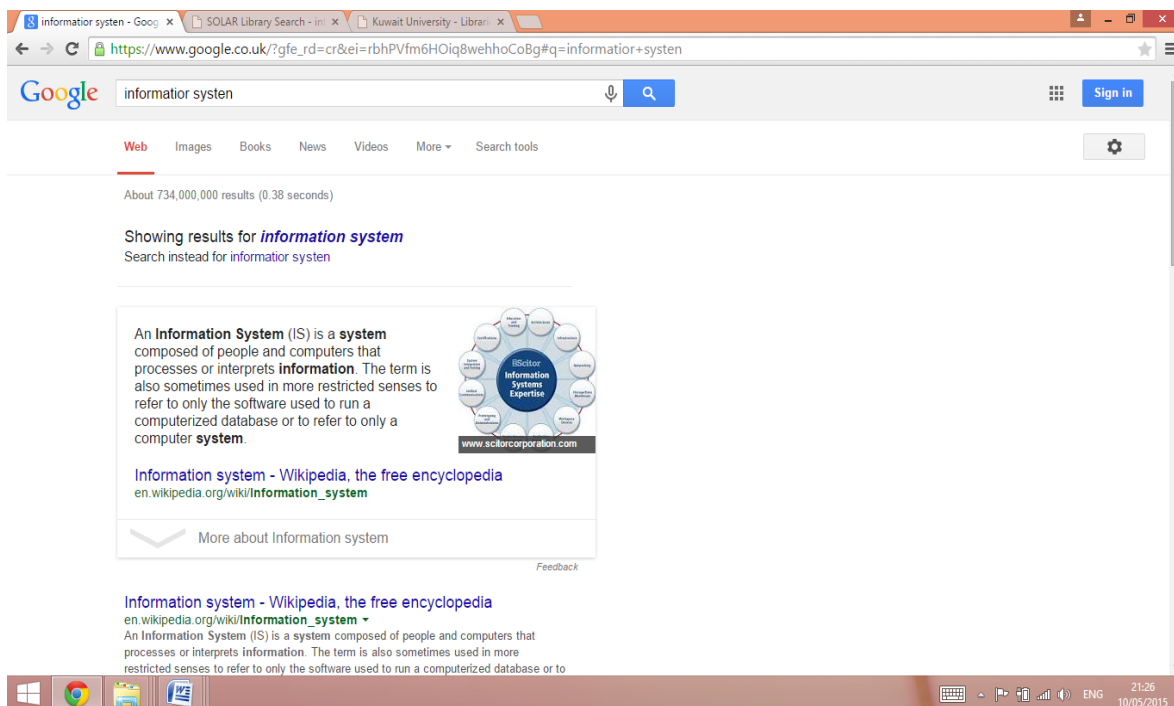 informatior systen - Goog
SOLAR Library Search - inf
Kuwait University - Librari
https://www.google.co.uk/?gfe_rd=cr&ei=rbhPVfm6HOiq8wehhoCoBg#q=informatior+systen
Google
informatior systen
Sign in
Web Images Books News Videos More Search tools
About 734,000,000 results (0.38 seconds)
Showing results for information system
Search instead for informatior systen
An Information System (IS) is a system
composed of people and computers that
processes or interprets information. The term is
also sometimes used in more restricted senses to
refer to only the software used to run a
computerized database or to refer to only a
computer system.
Education and Training
Architecture
Infrastructure
Networking
BScitor
Information
Systems
Expertise
www.scitorcorporation.com
Information system - Wikipedia, the free encyclopedia
en.wikipedia.org/wiki/Information_system
More about Information system
Feedback
Information system - Wikipedia, the free encyclopedia
en.wikipedia.org/wiki/Information_system
An Information System (IS) is a system composed of people and computers that
processes or interprets information. The term is also sometimes used in more
restricted senses to refer to only the software used to run a computerized database or to
ENG
21:26
10/05/2015